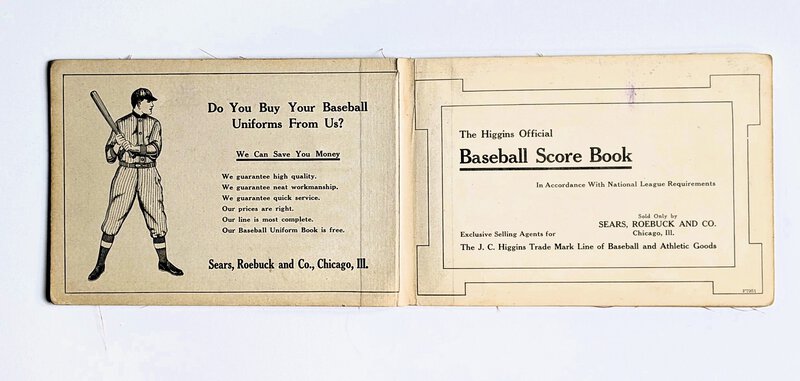 Do You Buy Your Baseball
Uniforms From Us?
We Can Save You Money
We guarantee high quality.
We guarantee neat workmanship.
We guarantee quick service.
Our prices are right.
Our line is most complete.
Our Baseball Uniform Book is free.
Sears, Roebuck and Co., Chicago, Ill.
The Higgins Official
Baseball Score Book
In Accordance With National League Requirements
Sold Only by
SEARS, ROEBUCK AND CO.
Chicago, Ill.
Exclusive Selling Agents for
The J. C. Higgins Trade Mark Line of Baseball and Athletic Goods